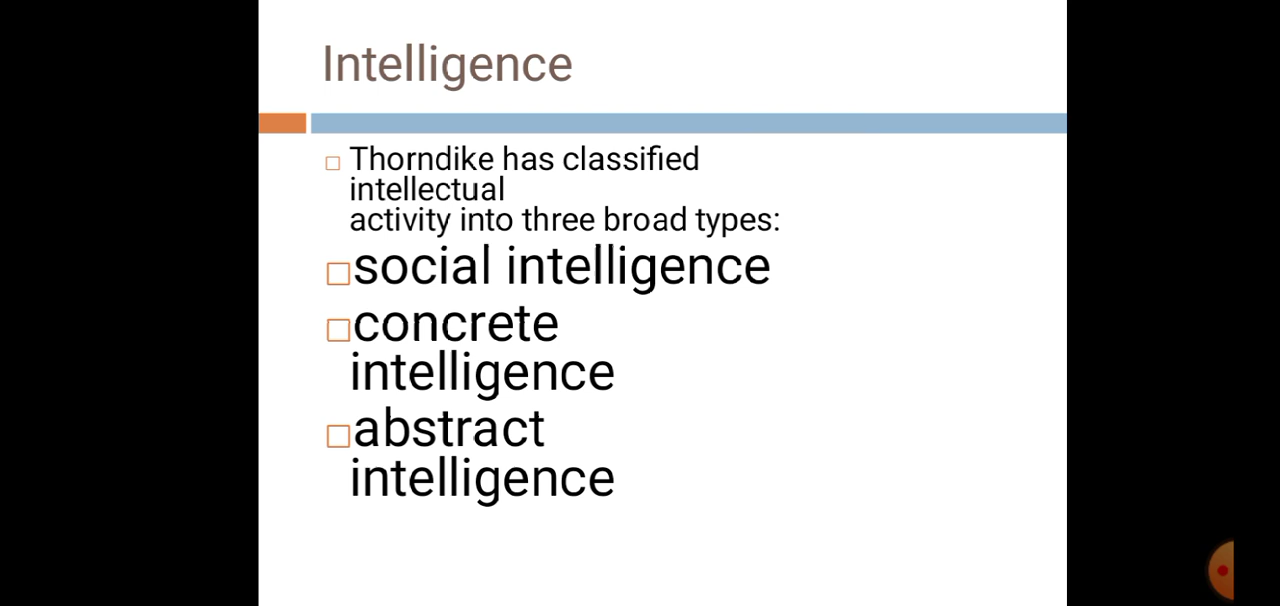 Intelligence
Thorndike has classified
intellectual
activity into three broad types:
social intelligence
concrete
intelligence
abstract
intelligence